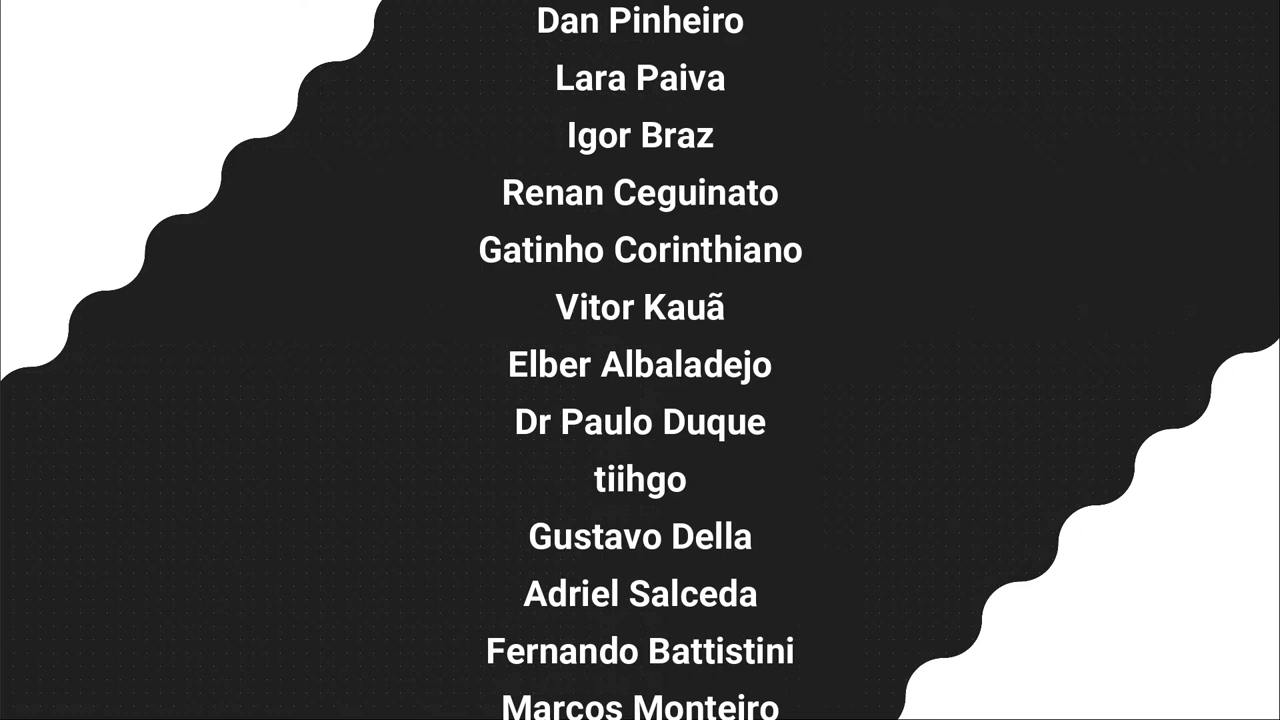 Dan Pinheiro
Lara Paiva
Igor Braz
Renan Ceguinato
Gatinho Corinthiano
Vitor Kauã
Elber Albaladejo
Dr Paulo Duque
tiihgo
Gustavo Della
Adriel Salceda
Fernando Battistini
Marcos Monteiro